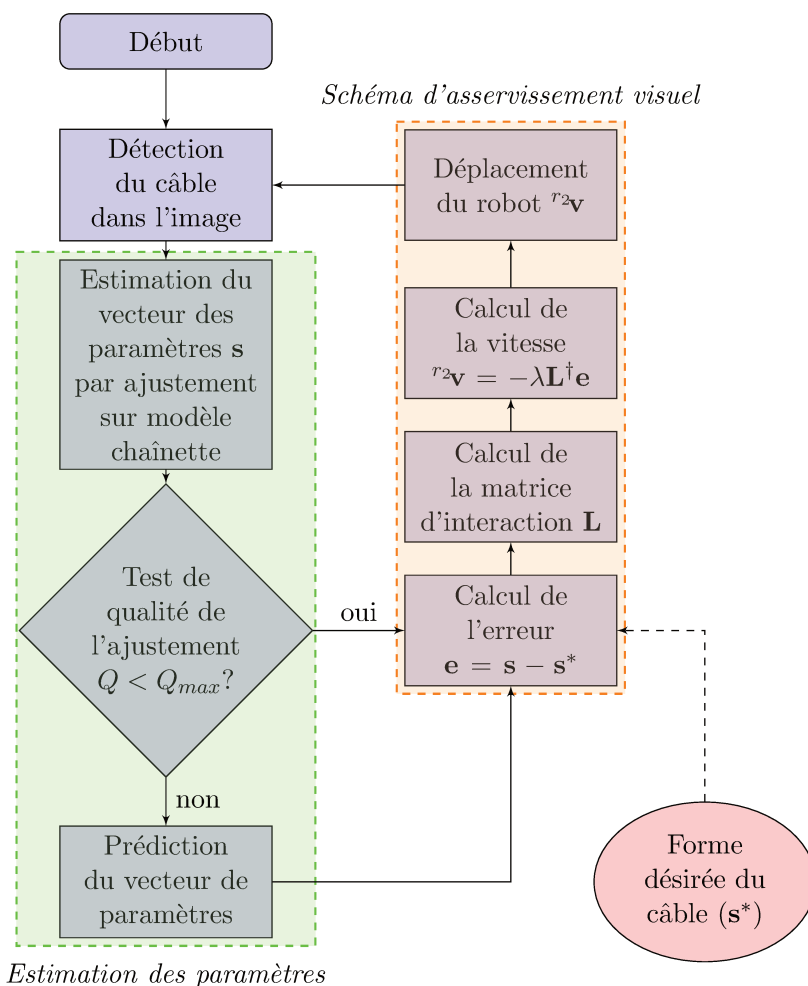 Début
Schéma d'asservissement visuel
Détection
du câble
dans l'image
Déplacement
du robot ʳ²v
Estimation du
vecteur des
paramètres s
par ajustement
sur modèle
chaînette
Calcul de
la vitesse
ʳ²v = −λL†e
Calcul de
la matrice
d'interaction L
Test de
qualité de
l'ajustement
Q < Qmax?
oui
Calcul de
l'erreur
e = s − s*
non
Prédiction
du vecteur de
paramètres
Forme
désirée du
câble (s*)
Estimation des paramètres